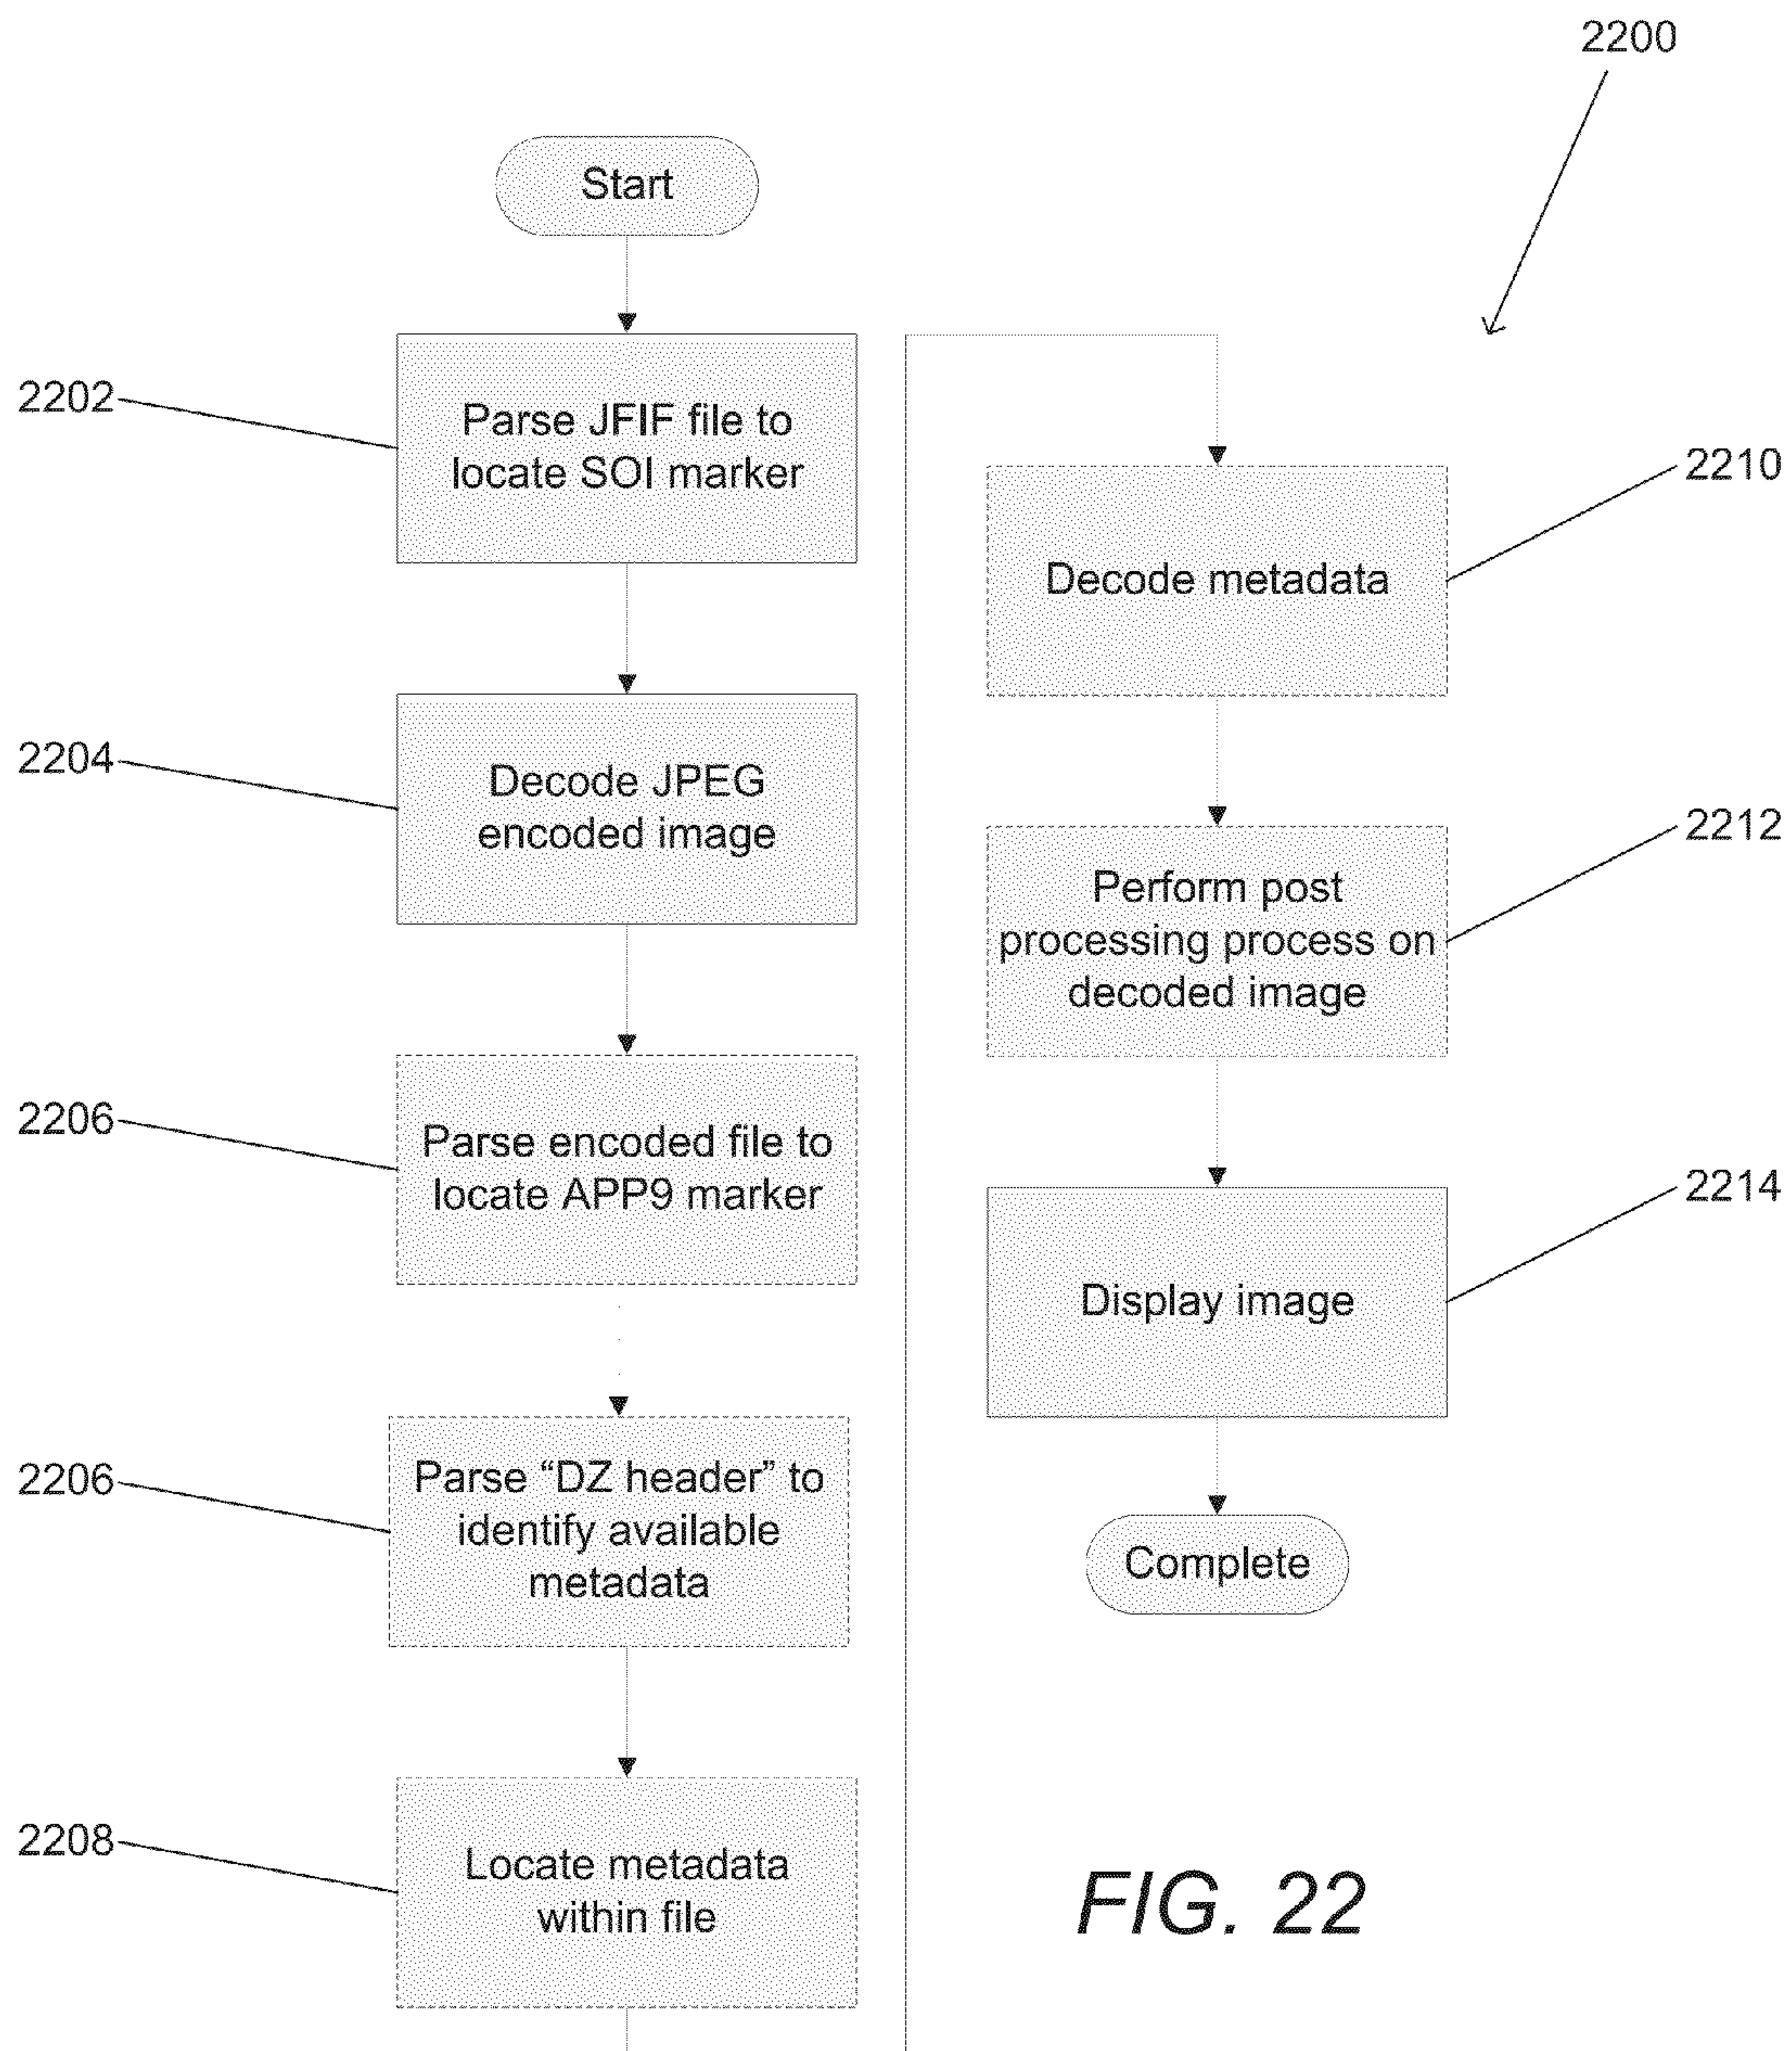 2200
Start
2202
Parse JFIF file to
locate SOI marker
2204
Decode JPEG
encoded image
2206
Parse encoded file to
locate APP9 marker
2206
Parse “DZ header” to
identify available
metadata
2208
Locate metadata
within file
2210
Decode metadata
2212
Perform post
processing process on
decoded image
2214
Display image
Complete
FIG. 22